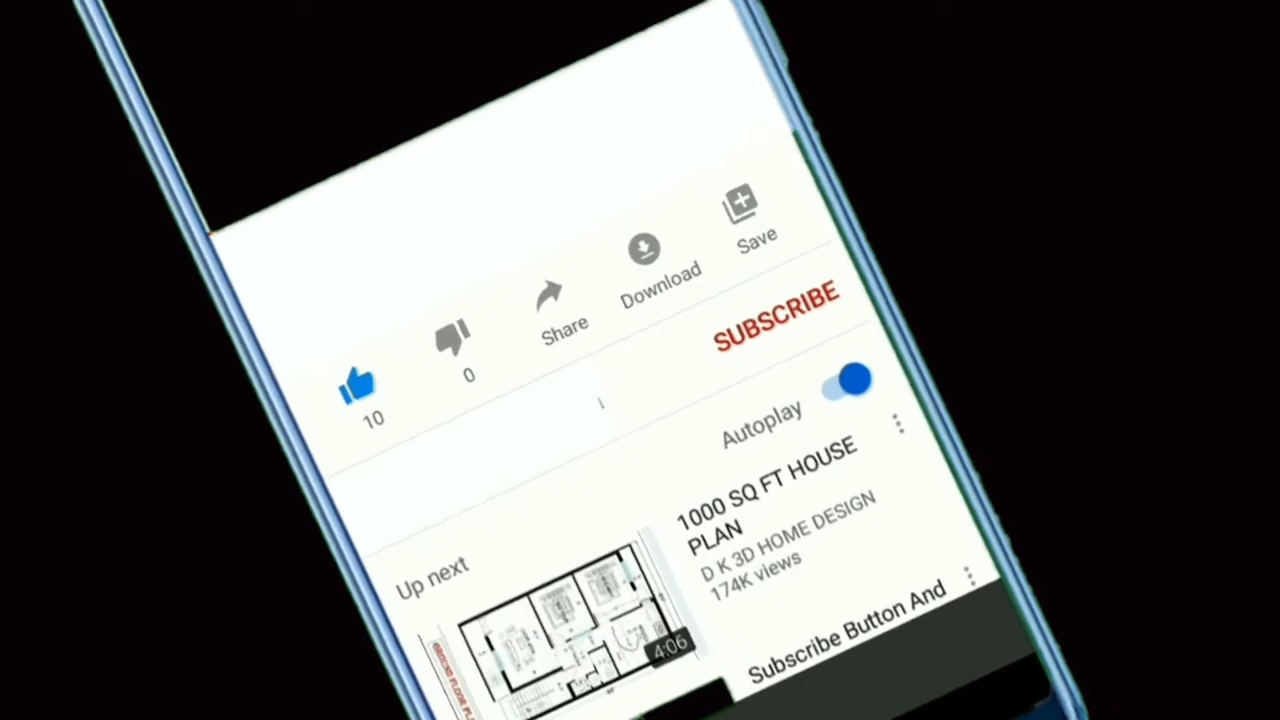 10
0
Share
Download
Save
SUBSCRIBE
Autoplay
Up next
1000 SQ FT HOUSE
PLAN
D K 3D HOME DESIGN
174K views
4:06
Subscribe Button And